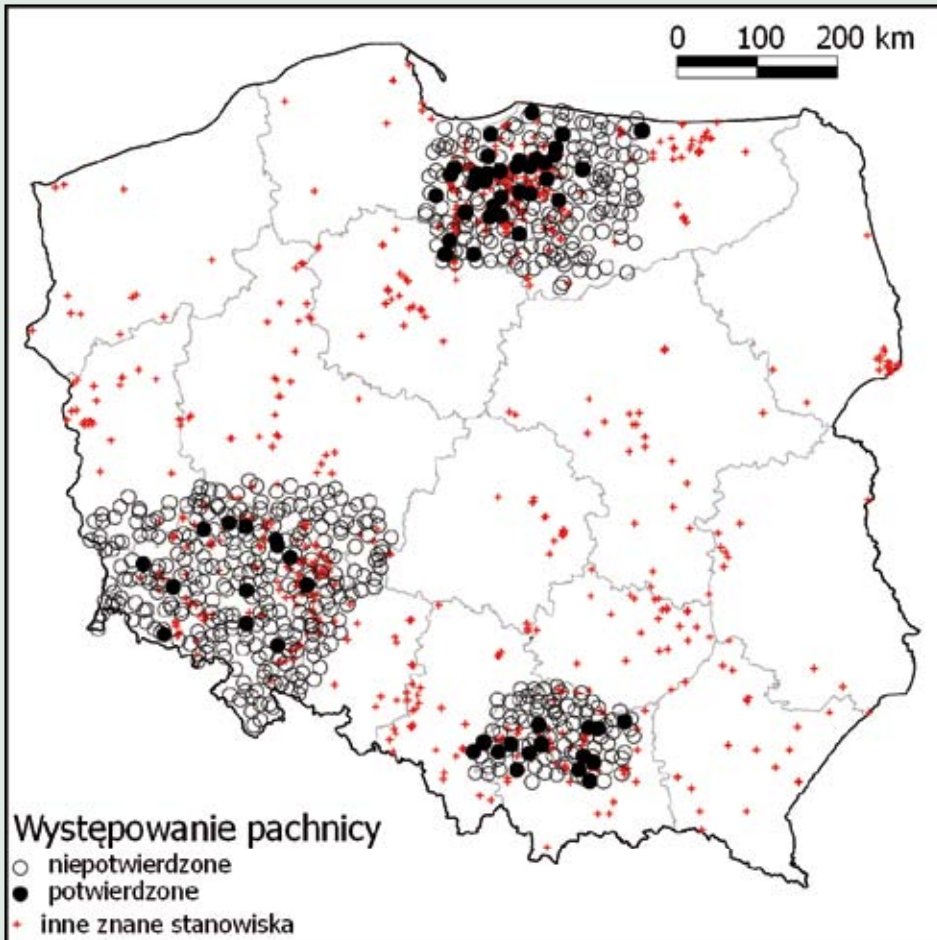 0 100 200 km
Występowanie pachnicy
niepotwierdzone
potwierdzone
inne znane stanowiska